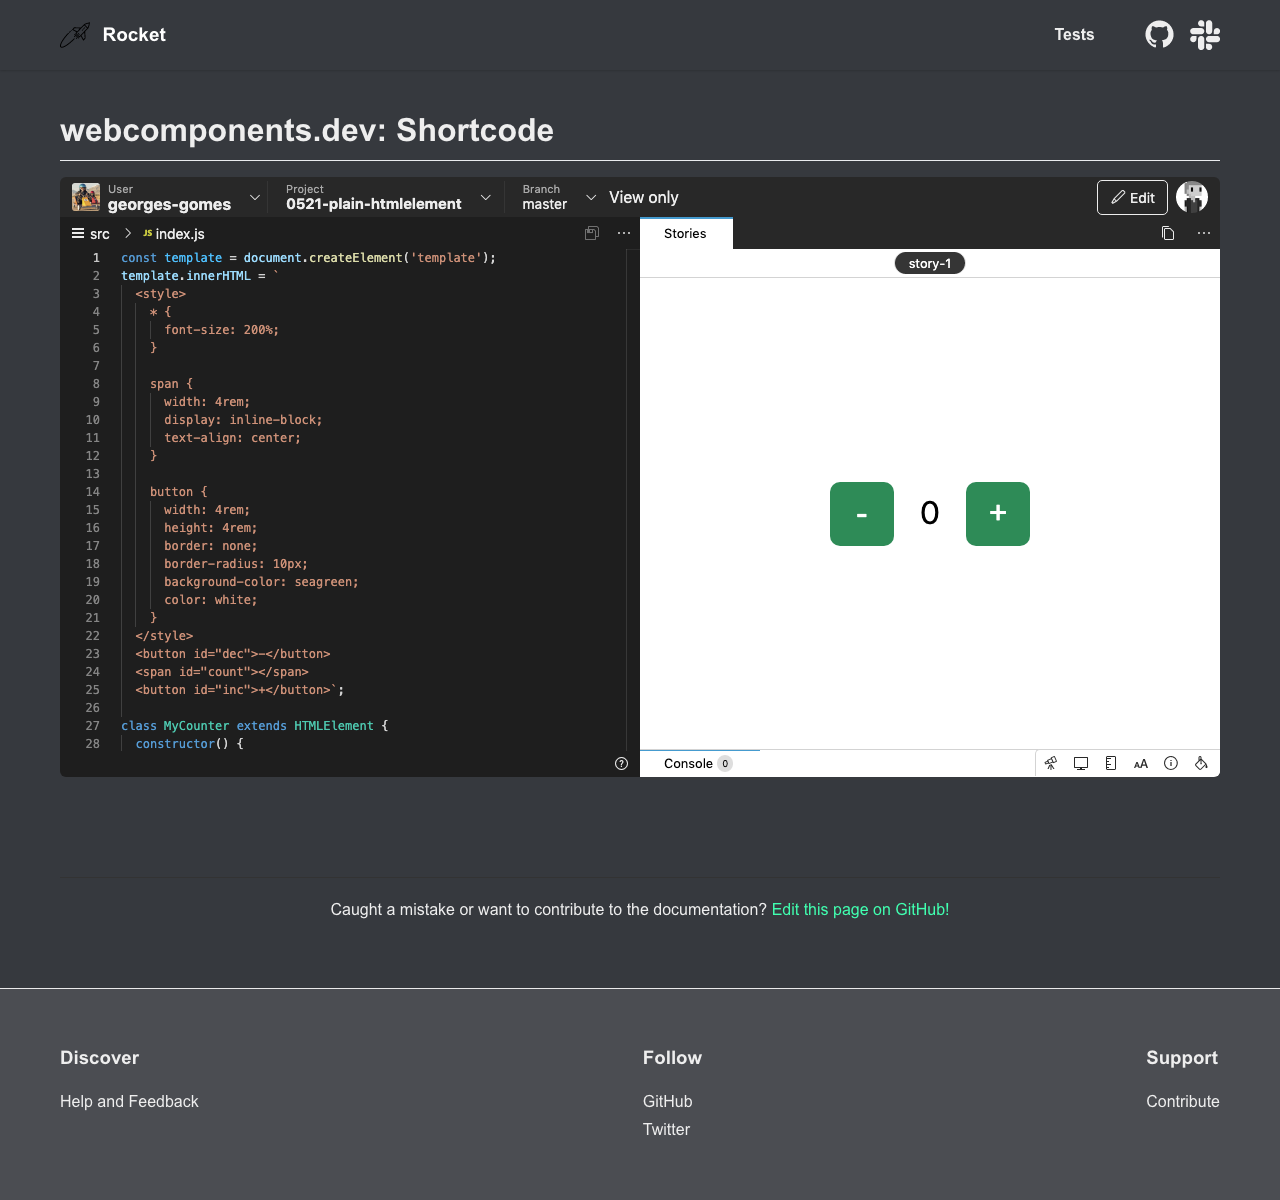 Rocket
Tests
webcomponents.dev: Shortcode
User
georges-gomes
Project
0521-plain-htmlelement
Branch
master
View only
Edit
src
JS index.js
Stories
story-1
1 const template = document.createElement('template');
2 template.innerHTML = `
3 <style>
4 * {
5 font-size: 200%;
6 }
7
8 span {
9 width: 4rem;
10 display: inline-block;
11 text-align: center;
12 }
13
14 button {
15 width: 4rem;
16 height: 4rem;
17 border: none;
18 border-radius: 10px;
19 background-color: seagreen;
20 color: white;
21 }
22 </style>
23 <button id="dec">-</button>
24 <span id="count"></span>
25 <button id="inc">+</button>`;
26
27 class MyCounter extends HTMLElement {
28 constructor() {
- 0 +
Console 0
AA
Caught a mistake or want to contribute to the documentation? Edit this page on GitHub!
Discover
Help and Feedback
Follow
GitHub
Twitter
Support
Contribute